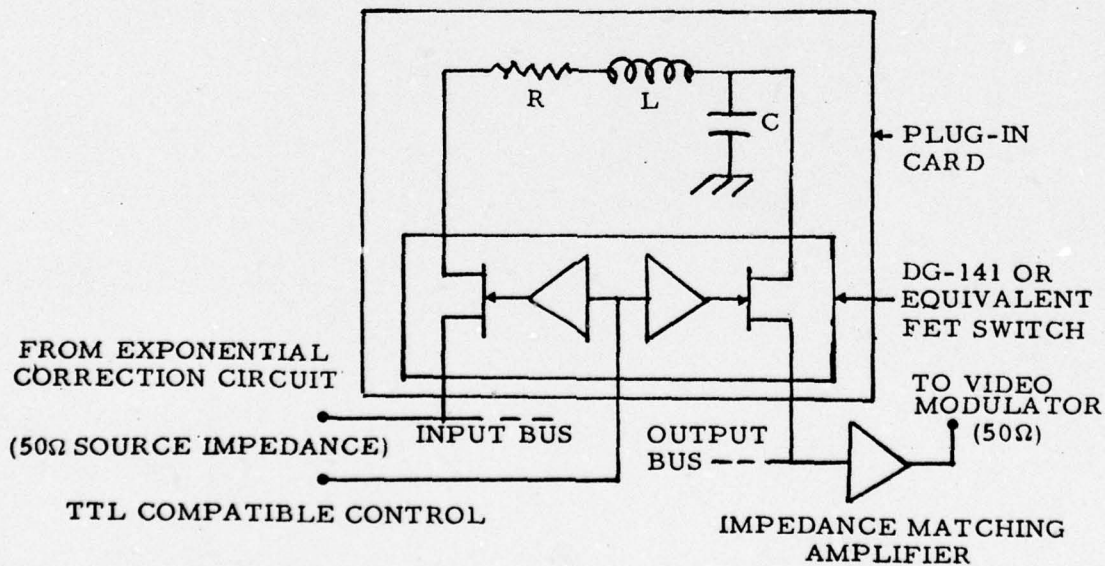 R
L
C
PLUG-IN
CARD
DG-141 OR
EQUIVALENT
FET SWITCH
FROM EXPONENTIAL
CORRECTION CIRCUIT
(50Ω SOURCE IMPEDANCE)
INPUT BUS
OUTPUT
BUS
TO VIDEO
MODULATOR
(50Ω)
TTL COMPATIBLE CONTROL
IMPEDANCE MATCHING
AMPLIFIER